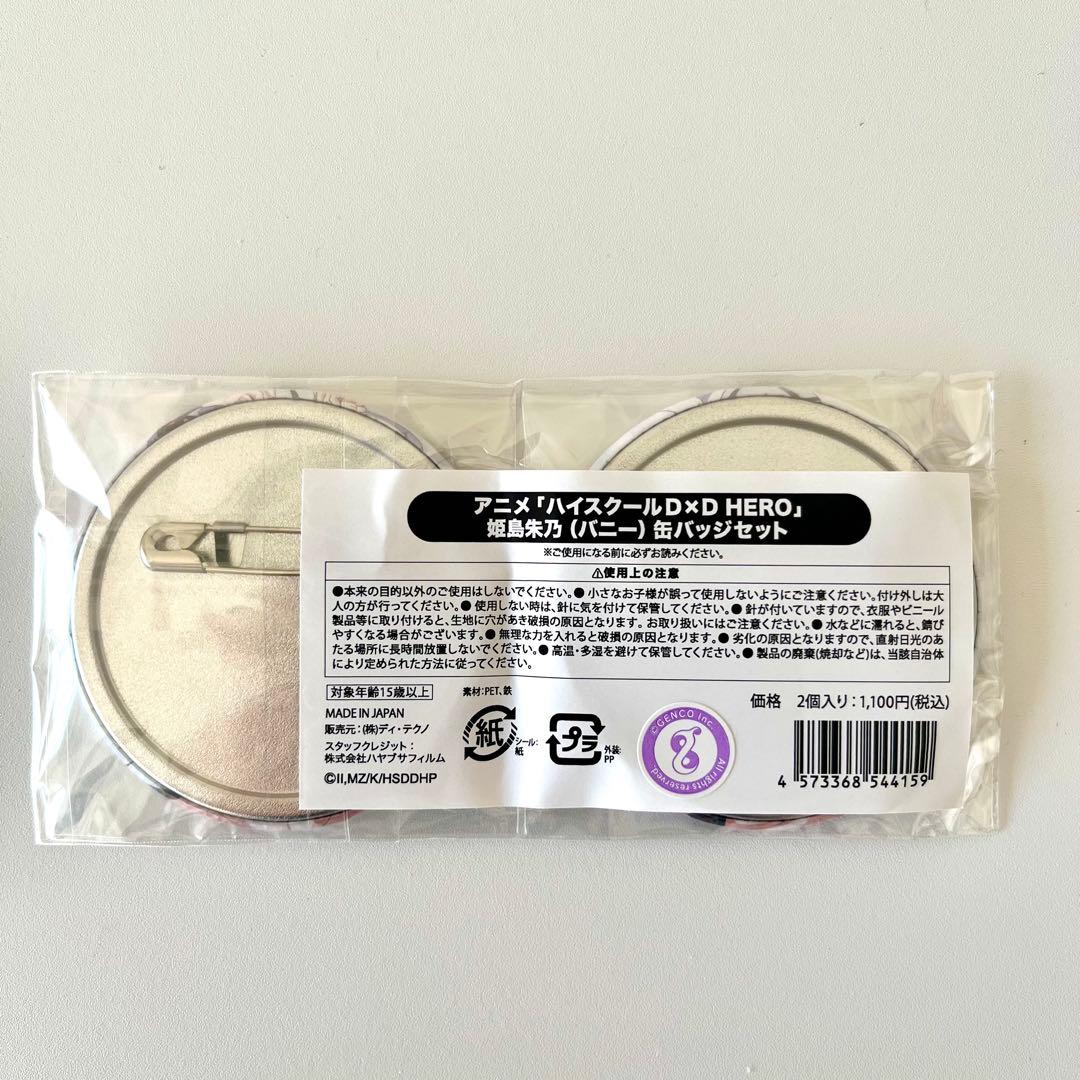 アニメ「ハイスクールD×D HERO」
姫島朱乃（バニー）缶バッジセット
※ご使用になる前に必ずお読みください。
⚠使用上の注意
●本来の目的以外のご使用はしないでください。● 小さなお子様が誤って使用しないようにご注意ください。付け外しは大
人の方が行ってください。● 使用しない時は、針に気を付けて保管してください。● 針が付いていますので、衣服やビニール
製品等に取り付けると、生地に穴があき破損の原因となります。お取り扱いにはご注意ください。● 水などに濡れると、錆び
やすくなる場合がございます。● 無理な力を入れると破損の原因となります。● 劣化の原因となりますので、直射日光のあ
たる場所に長時間放置しないでください。● 高温・多湿を避けて保管してください。● 製品の廃棄(焼却など)は、当該自治体
により定められた方法に従ってください。
対象年齢15歳以上
素材：PET、鉄
価格 2個入り：1,100円(税込)
MADE IN JAPAN
販売元：(株)ディ・テクノ
スタッフクレジット：
株式会社ハヤブサフィルム
©II,MZ/K/HSDDHP
紙
シール：
紙
プラ
外装：
PP
©GENCO Inc.
All rights reserved.
4 573368 544159